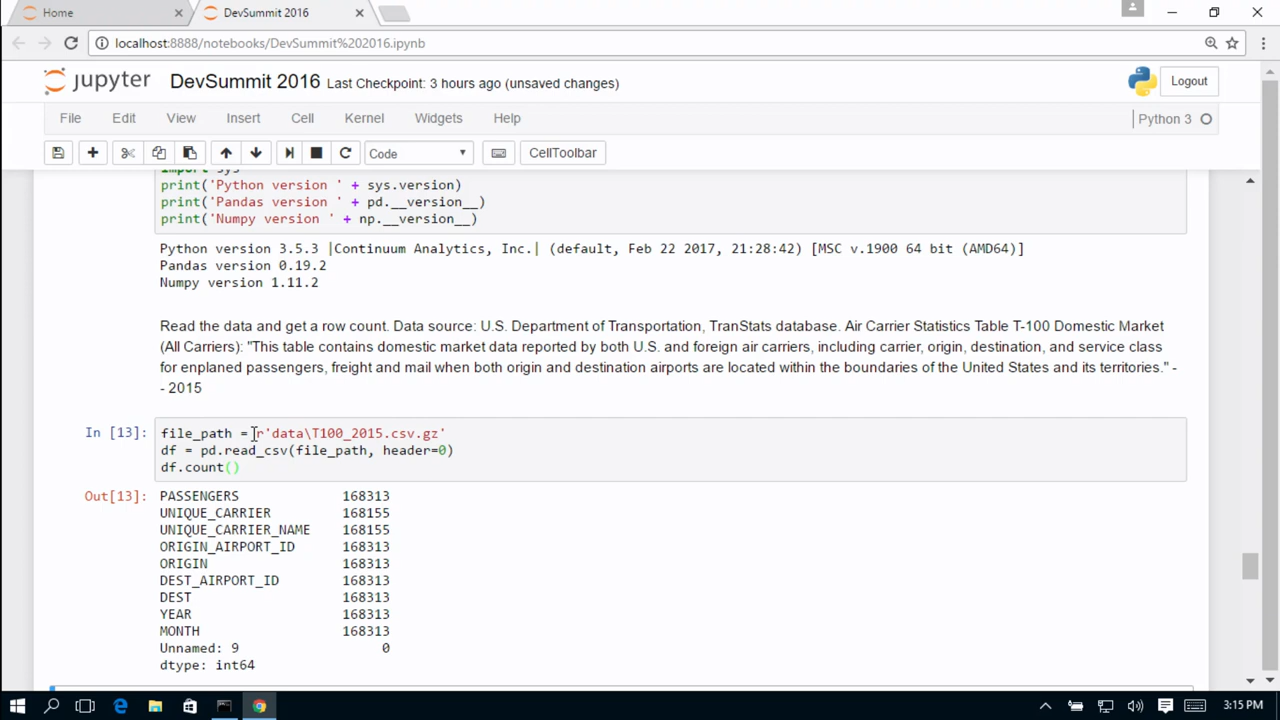 Home
DevSummit 2016
localhost:8888/notebooks/DevSummit%202016.ipynb
jupyter DevSummit 2016 Last Checkpoint: 3 hours ago (unsaved changes)
Logout
File Edit View Insert Cell Kernel Widgets Help
Python 3
Code
CellToolbar
import sys
print('Python version ' + sys.version)
print('Pandas version ' + pd.__version__)
print('Numpy version ' + np.__version__)
Python version 3.5.3 |Continuum Analytics, Inc.| (default, Feb 22 2017, 21:28:42) [MSC v.1900 64 bit (AMD64)]
Pandas version 0.19.2
Numpy version 1.11.2
Read the data and get a row count. Data source: U.S. Department of Transportation, TranStats database. Air Carrier Statistics Table T-100 Domestic Market
(All Carriers): "This table contains domestic market data reported by both U.S. and foreign air carriers, including carrier, origin, destination, and service class
for enplaned passengers, freight and mail when both origin and destination airports are located within the boundaries of the United States and its territories." -
- 2015
In [13]: file_path = r'data\T100_2015.csv.gz'
df = pd.read_csv(file_path, header=0)
df.count()
Out[13]: PASSENGERS 168313
UNIQUE_CARRIER 168155
UNIQUE_CARRIER_NAME 168155
ORIGIN_AIRPORT_ID 168313
ORIGIN 168313
DEST_AIRPORT_ID 168313
DEST 168313
YEAR 168313
MONTH 168313
Unnamed: 9 0
dtype: int64
3:15 PM